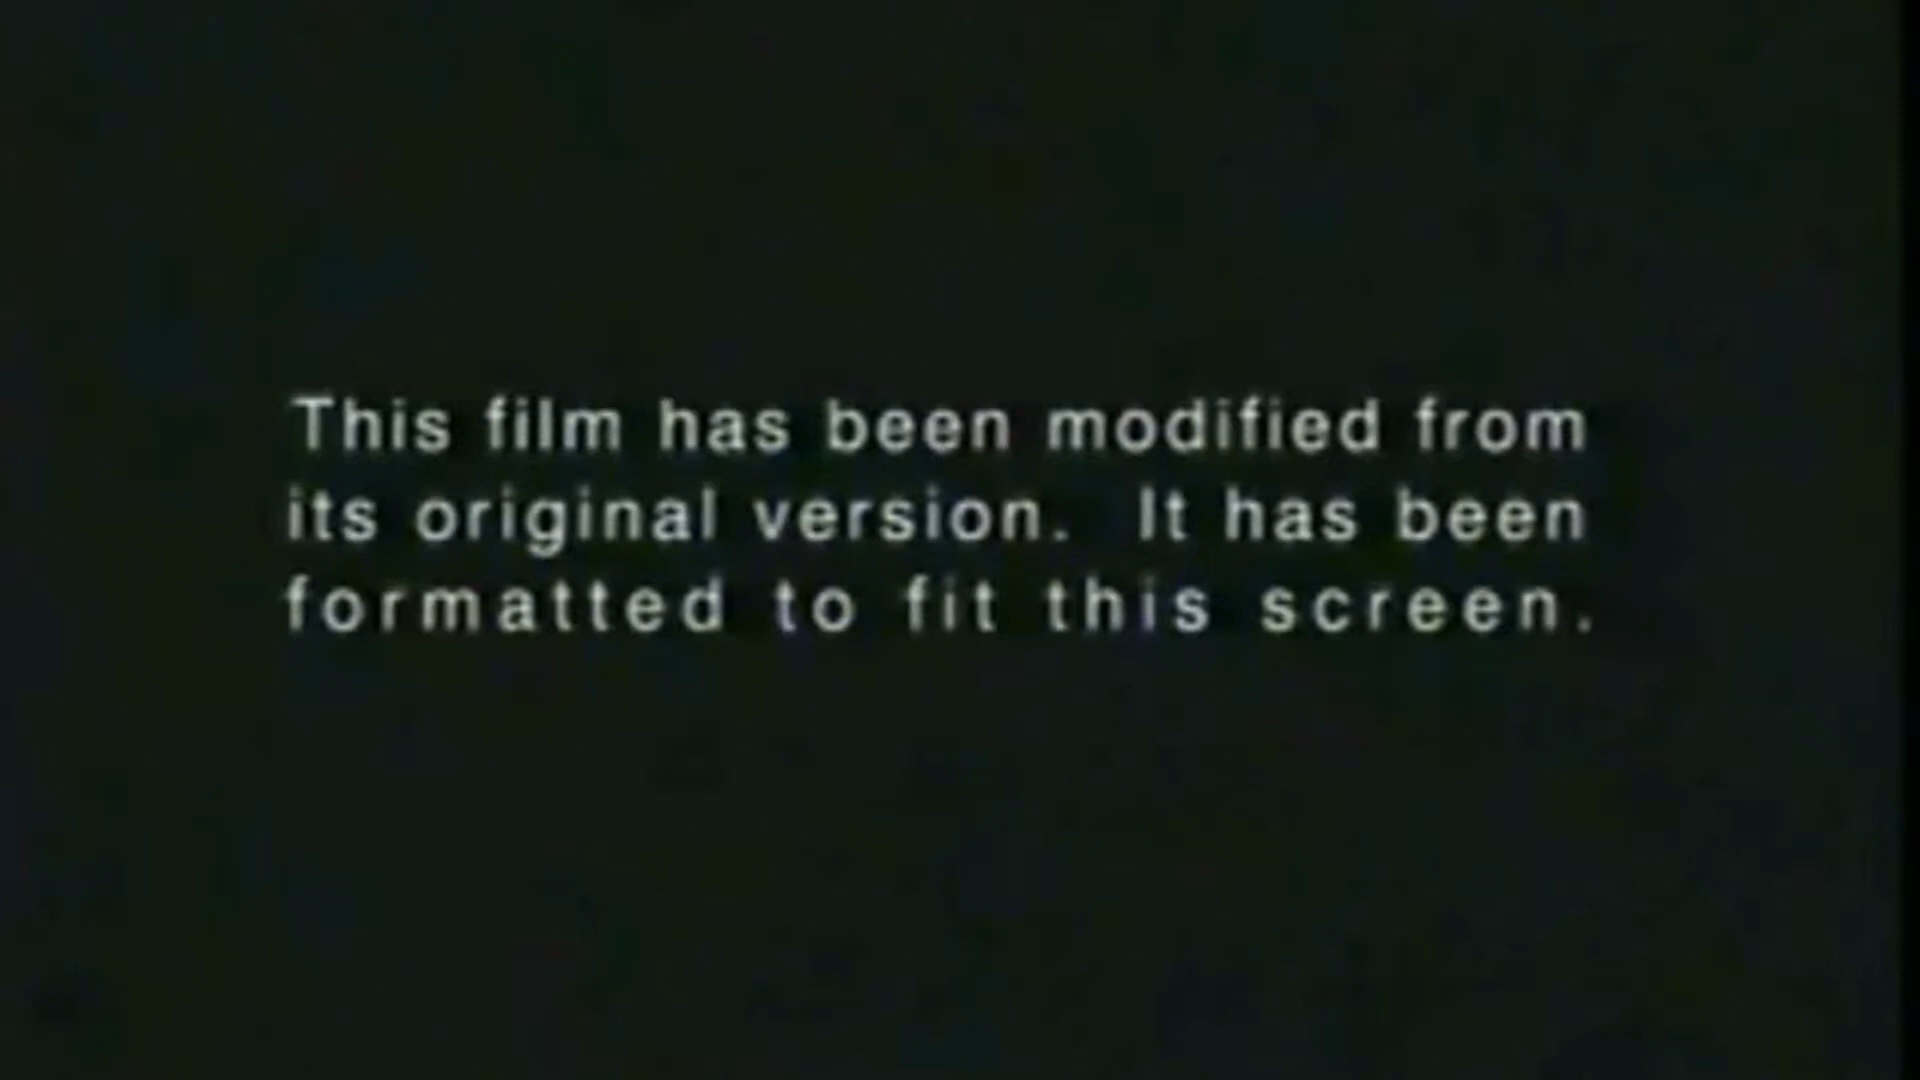 This film has been modified from
its original version. It has been
formatted to fit this screen.